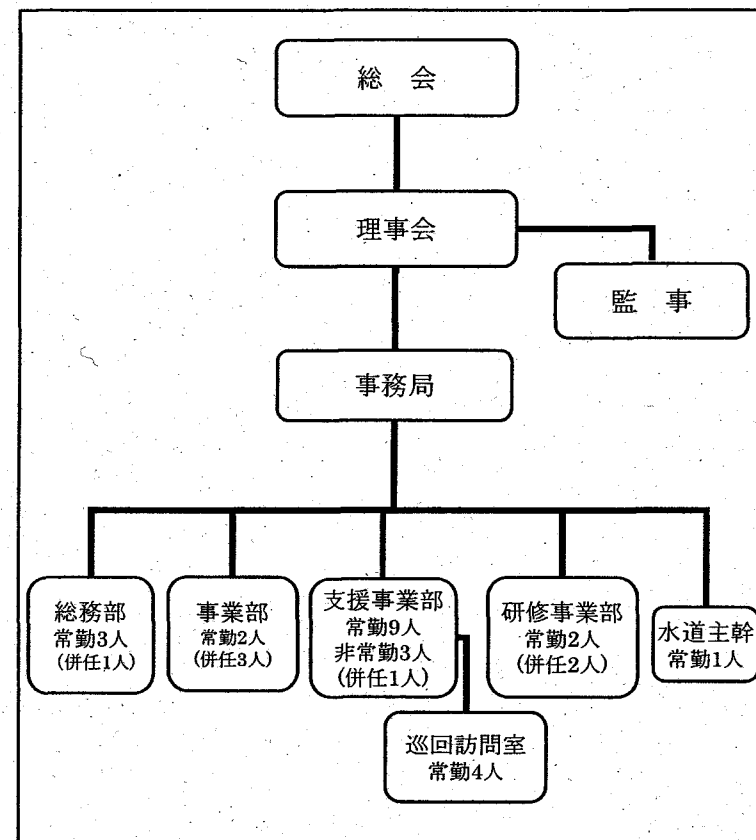 総　会
理事会
監　事
事務局
総務部
常勤3人
(併任1人)
事業部
常勤2人
(併任3人)
支援事業部
常勤9人
非常勤3人
(併任1人)
研修事業部
常勤2人
(併任2人)
水道主幹
常勤1人
巡回訪問室
常勤4人